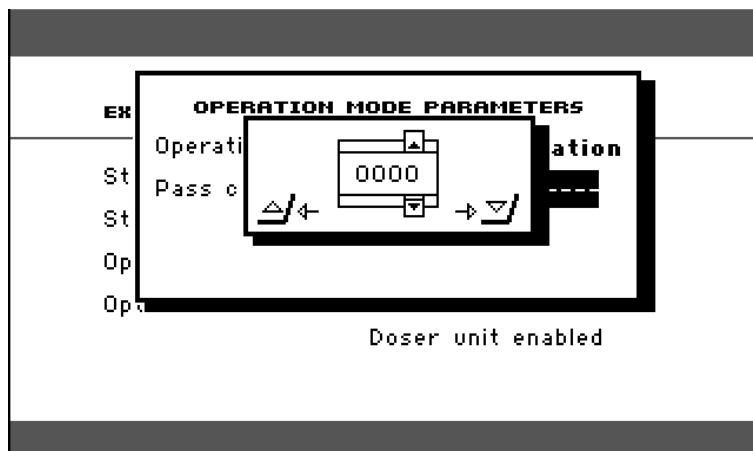 EX
OPERATION MODE PARAMETERS
Operati ation
St Pass c ----
0000
St
Op
Op
Doser unit enabled